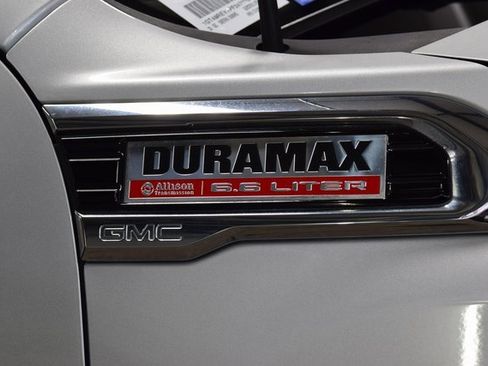 DURAMAX
Allison Transmission 6.6 LITER
GMC